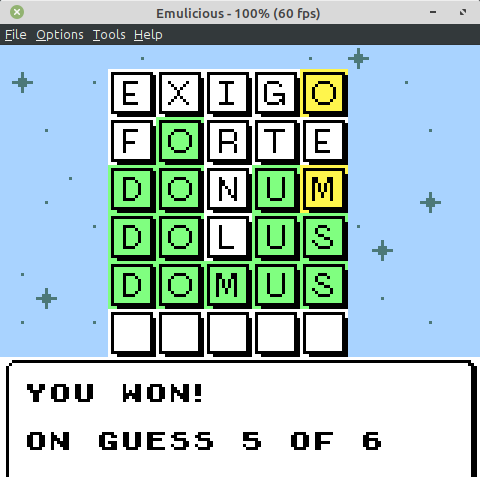 Emulicious - 100% (60 fps)
File Options Tools Help
EXIGO
FORTE
DONUM
DOLUS
DOMUS
YOU WON!
ON GUESS 5 OF 6